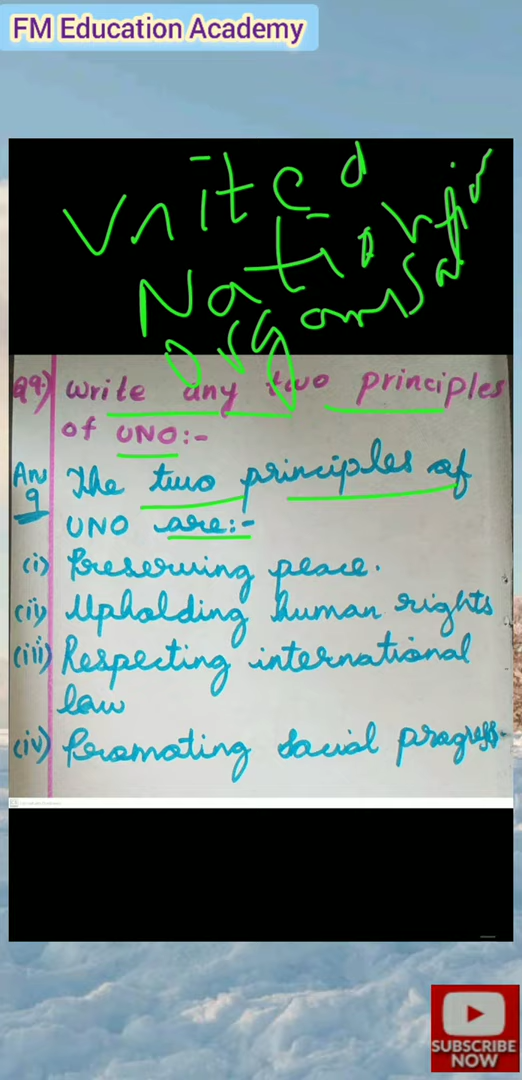 FM Education Academy
United
Nation
Organisation
Q9) Write any two principles
of UNO:-
Ans 9 The two principles of
UNO are:-
(i) Preserving peace.
(ii) Upholding human rights
(iii) Respecting international
law
(iv) Promoting social progress.
SUBSCRIBE
NOW